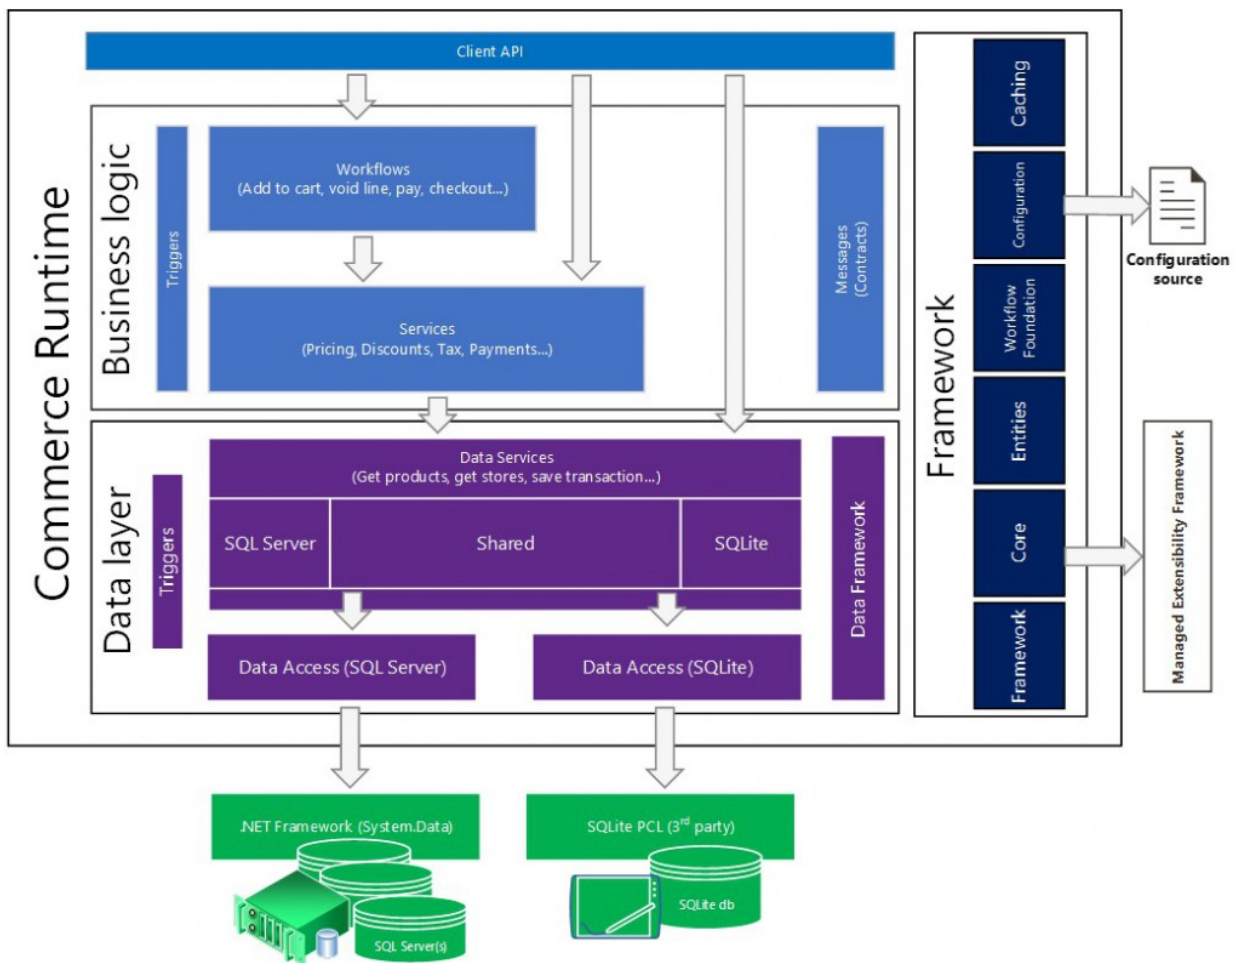 Commerce Runtime
Client API
Business logic
Triggers
Workflows
(Add to cart, void line, pay, checkout...)
Services
(Pricing, Discounts, Tax, Payments...)
Messages
(Contracts)
Data layer
Triggers
Data Services
(Get products, get stores, save transaction...)
SQL Server
Shared
SQLite
Data Access (SQL Server)
Data Access (SQLite)
Data Framework
Framework
Caching
Configuration
Workflow
Foundation
Entities
Core
Framework
Configuration
source
Managed Extensibility Framework
.NET Framework (System.Data)
SQL Server(s)
SQLite PCL (3rd party)
SQLite db